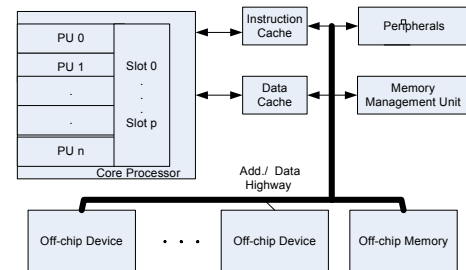 PU 0
PU 1
.
.
PU n
Slot 0
.
.
.
Slot p
Core Processor
Instruction
Cache
Data
Cache
Peripherals
Memory
Management Unit
Add./ Data
Highway
Off-chip Device
. . .
Off-chip Device
Off-chip Memory